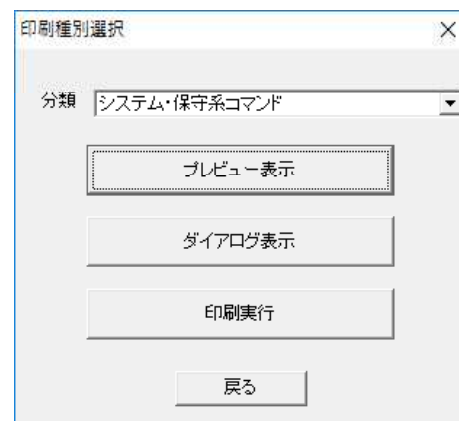 印刷種別選択
分類 システム・保守系コマンド
プレビュー表示
ダイアログ表示
印刷実行
戻る